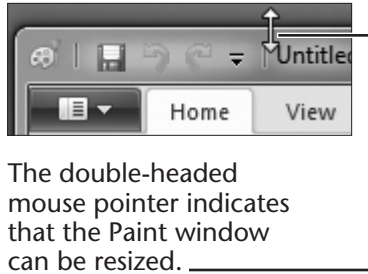 Untitled
Home View
The double-headed
mouse pointer indicates
that the Paint window
can be resized.